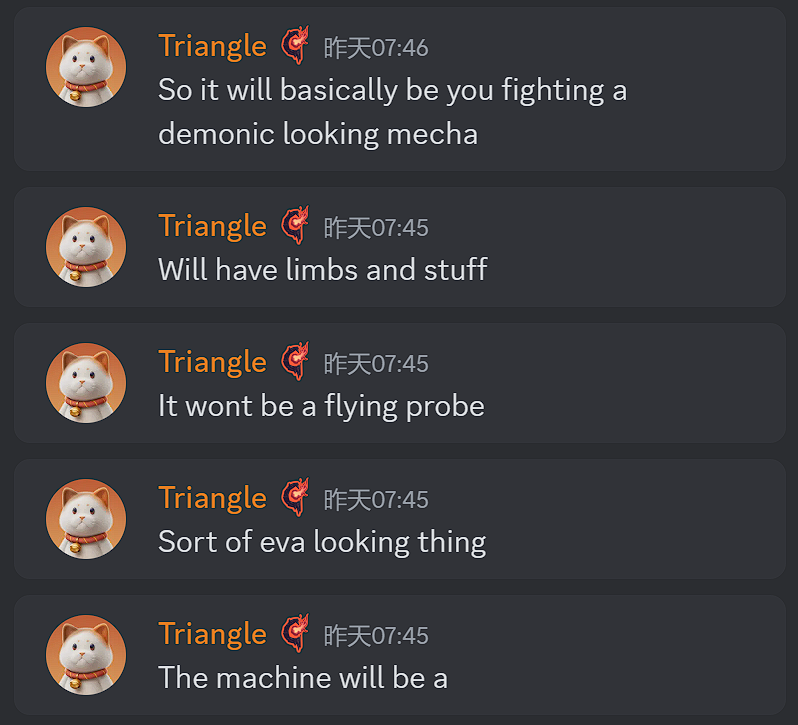 Triangle 昨天07:46
So it will basically be you fighting a
demonic looking mecha
Triangle 昨天07:45
Will have limbs and stuff
Triangle 昨天07:45
It wont be a flying probe
Triangle 昨天07:45
Sort of eva looking thing
Triangle 昨天07:45
The machine will be a